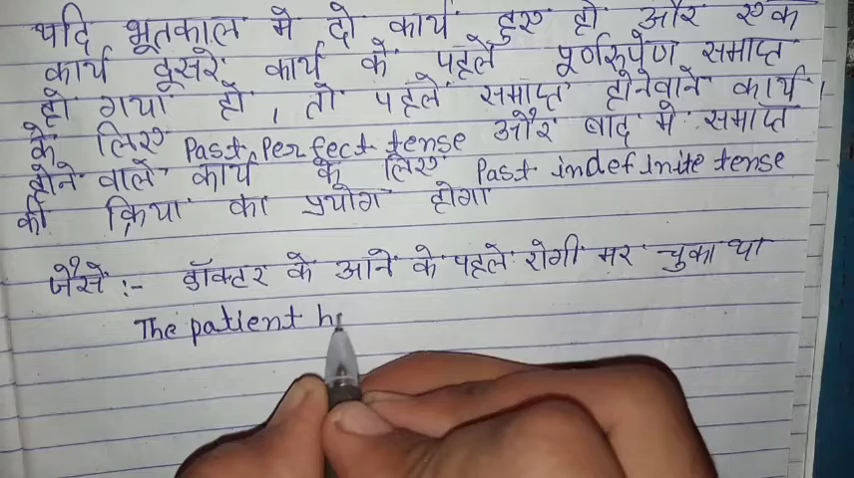 यदि भूतकाल मे दो कार्य हुए हो और एक
कार्य दूसरे कार्य के पहले पूर्णरुपेण समाप्त
हो गया हो, तो पहले समाप्त होनेवाने कार्य,
के लिए Past perfect tense और बाद मे समाप्त
होने वाले कार्य के लिए Past indefinite tense
की क्रिया का प्रयोग होगा
जैसे :- डॉक्टर के आने के पहले रोगी मर चुका था
The patient h